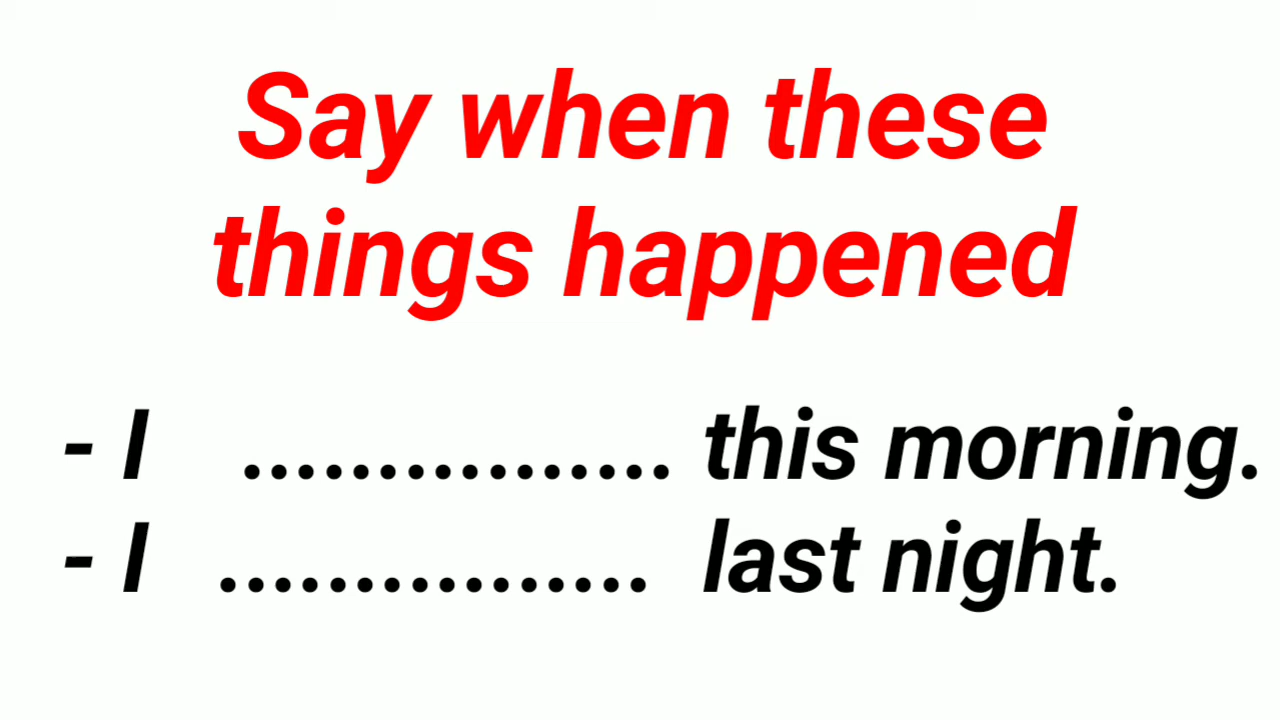 Say when these
things happened
- I ................ this morning.
- I ................ last night.